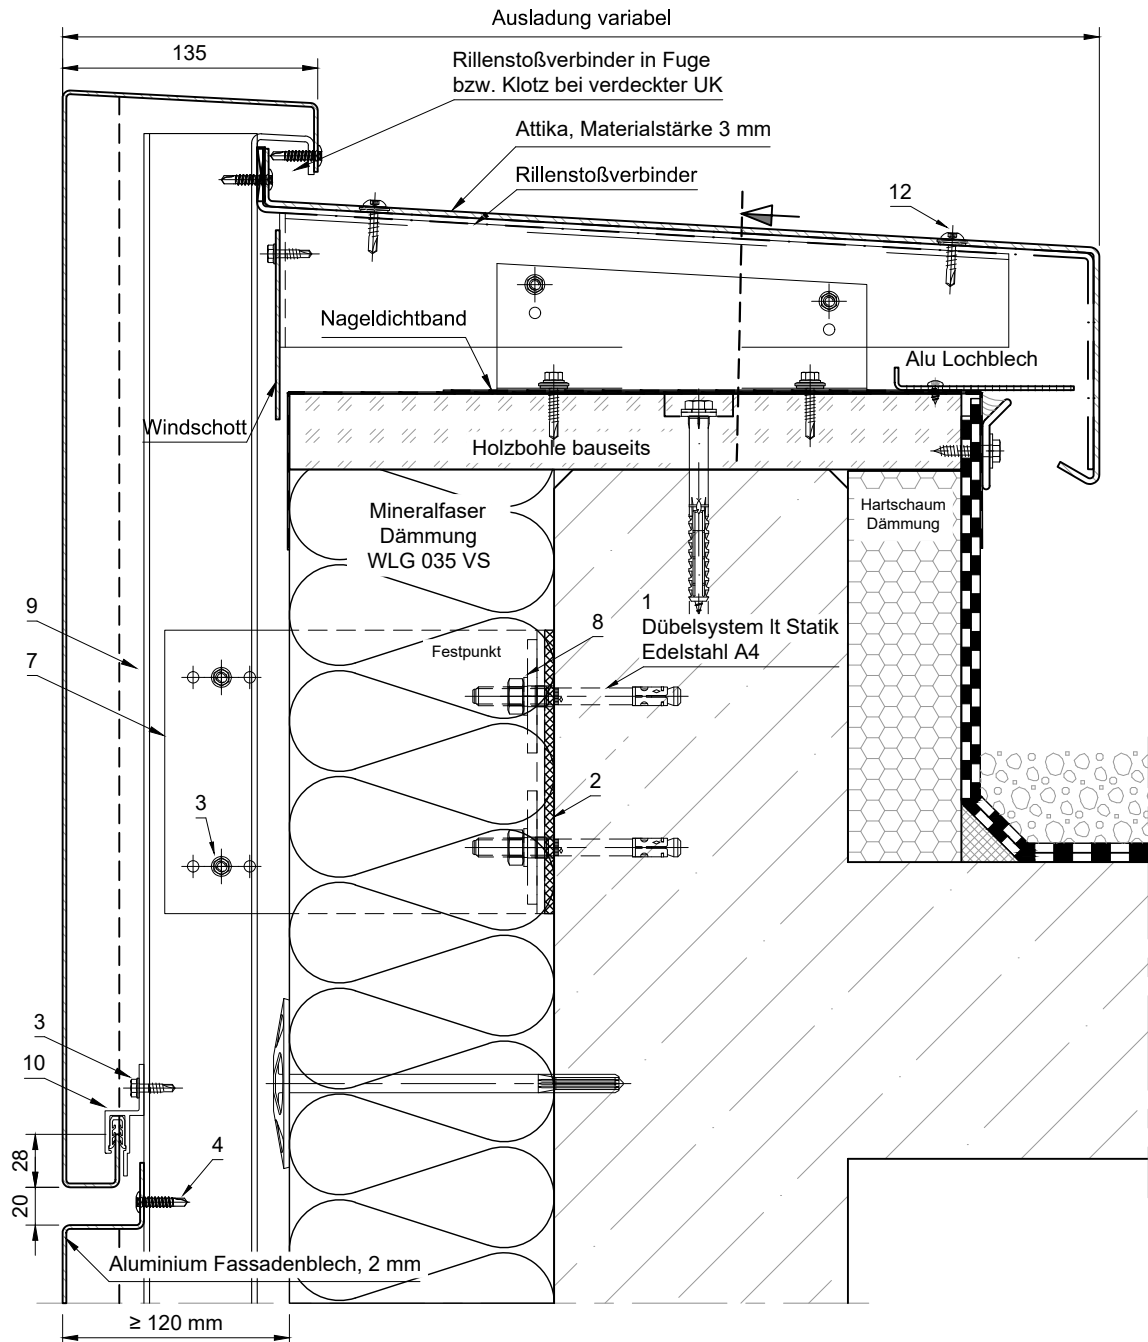 Ausladung variabel
135
Rillenstoßverbinder in Fuge
bzw. Klotz bei verdeckter UK
Attika, Materialstärke 3 mm
Rillenstoßverbinder
12
Nageldichtband
Alu Lochblech
Windschott
Holzbohle bauseits
Mineralfaser
Dämmung
WLG 035 VS
Hartschaum
Dämmung
9
7
8
1
Dübelsystem lt Statik
Edelstahl A4
Festpunkt
3
2
3
10
28
20
4
Aluminium Fassadenblech, 2 mm
≥ 120 mm